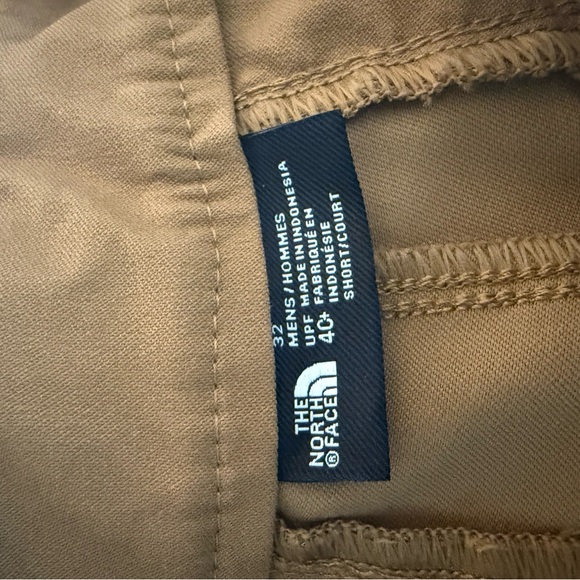 32
MENS / HOMMES
UPF MADE IN INDONESIA
40+ FABRIQUÉ EN
INDONÉSIE
SHORT/COURT
THE
NORTH
FACE
®